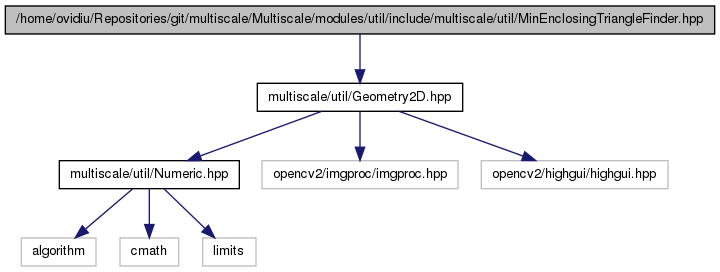 /home/ovidiu/Repositories/git/multiscale/Multiscale/modules/util/include/multiscale/util/MinEnclosingTriangleFinder.hpp
multiscale/util/Geometry2D.hpp
multiscale/util/Numeric.hpp
opencv2/imgproc/imgproc.hpp
opencv2/highgui/highgui.hpp
algorithm
cmath
limits